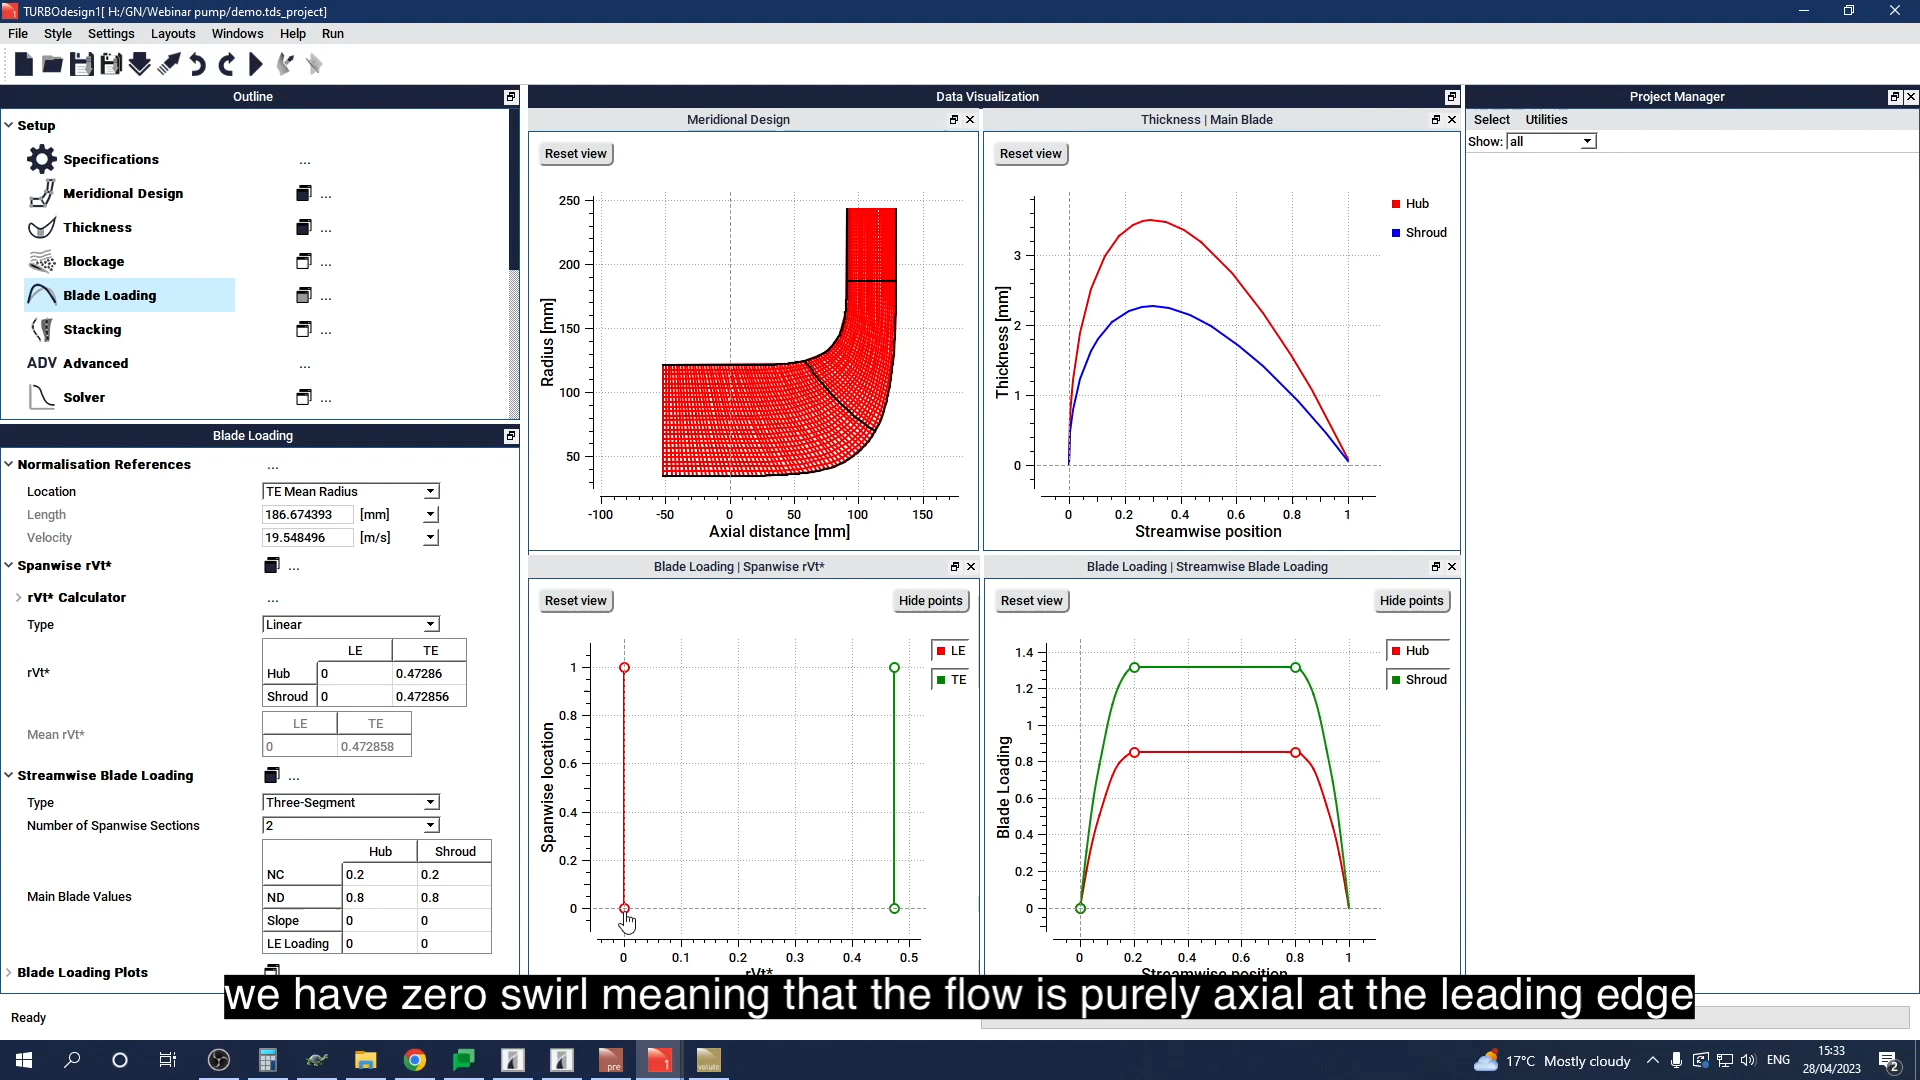 TURBOdesign1[ H:/GN/Webinar pump/demo.tds_project]
File Style Settings Layouts Windows Help Run
Outline
Setup
Specifications ...
Meridional Design ...
Thickness ...
Blockage ...
Blade Loading ...
Stacking ...
ADV Advanced ...
Solver ...
Blade Loading
Normalisation References ...
Location TE Mean Radius
Length 186.674393 [mm]
Velocity 19.548496 [m/s]
Spanwise rVt* ...
rVt* Calculator ...
Type Linear
LE TE
rVt*
Hub 0 0.47286
Shroud 0 0.472856
LE TE
Mean rVt*
0 0.472858
Streamwise Blade Loading ...
Type Three-Segment
Number of Spanwise Sections 2
Hub Shroud
NC 0.2 0.2
Main Blade Values
ND 0.8 0.8
Slope 0 0
LE Loading 0 0
Blade Loading Plots
Data Visualization
Meridional Design
Reset view
250
200
150
100
50
Radius [mm]
-100 -50 0 50 100 150
Axial distance [mm]
Thickness | Main Blade
Reset view
Hub
Shroud
3
2
1
0
Thickness [mm]
0 0.2 0.4 0.6 0.8 1
Streamwise position
Blade Loading | Spanwise rVt*
Reset view Hide points
LE
TE
1
0.8
0.6
0.4
0.2
0
Spanwise location
0 0.1 0.2 0.3 0.4 0.5
rVt*
Blade Loading | Streamwise Blade Loading
Reset view Hide points
Hub
Shroud
1.4
1.2
1
0.8
0.6
0.4
0.2
0
Blade Loading
0 0.2 0.4 0.6 0.8 1
Streamwise position
Project Manager
Select Utilities
Show: all
we have zero swirl meaning that the flow is purely axial at the leading edge
Ready
pre
1
volute
17°C Mostly cloudy
ENG
15:33
28/04/2023
2